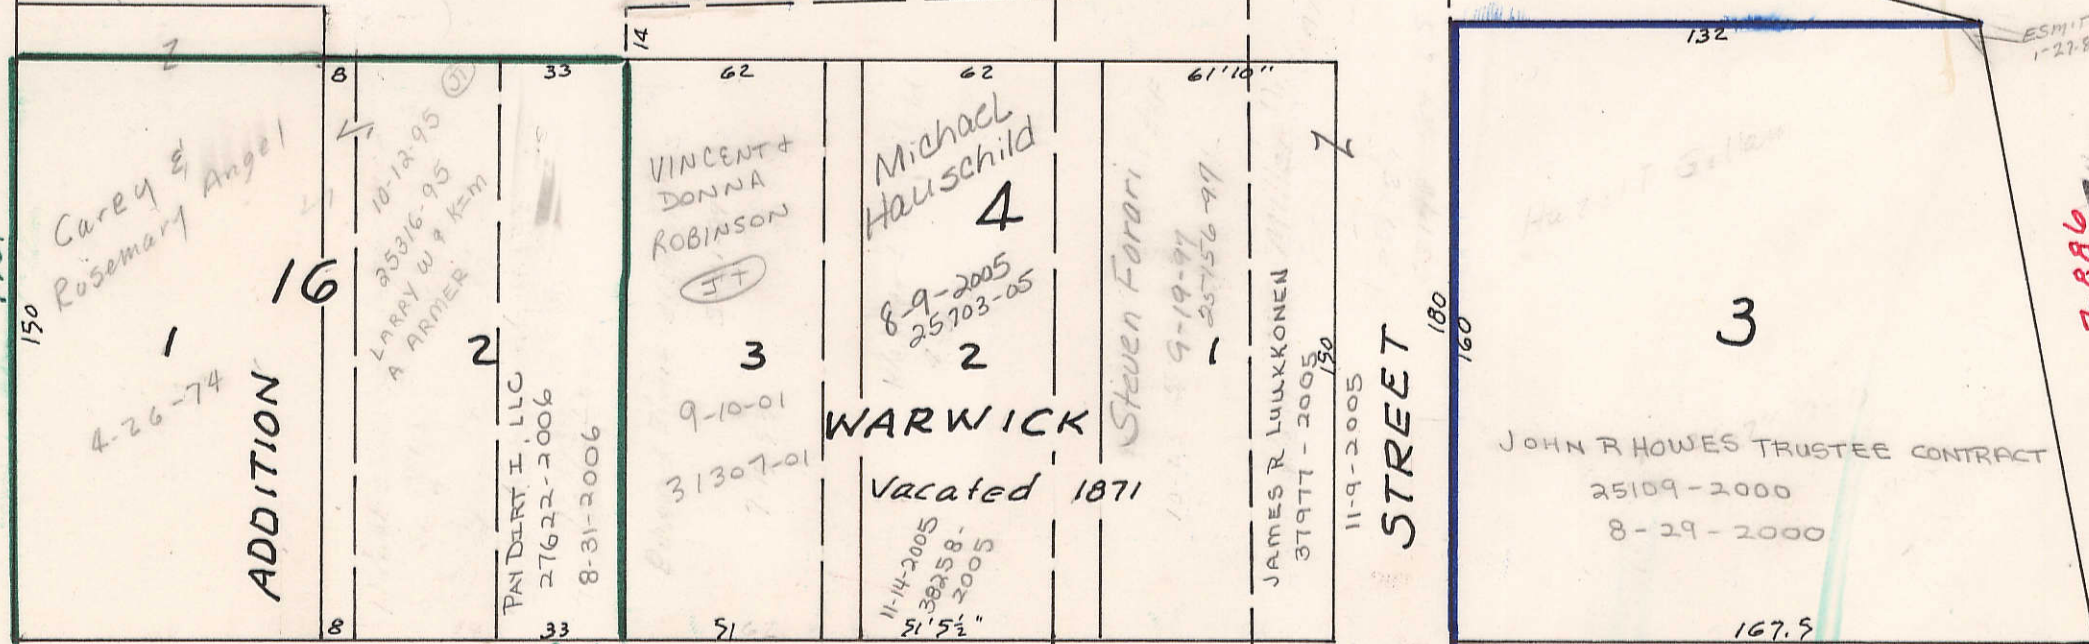 14
8
33
62
62
61'10"
132
ESMIT
Carey &
Rosemary Angel
16
150
1
4-26-74
ADDITION
8
JT
10-12-95
25316-95
LARRY W & KIM
A ARMER
2
PAYDIRT I, LLC
27622-2006
8-31-2006
33
VINCENT &
DONNA
ROBINSON
JT
3
9-10-01
31307-01
51
Michael
Hauschild
4
8-9-2005
25703-05
2
WARWICK
Vacated 1871
11-14-2005
38258-
2005
51'5½"
Steven Forari
9-19-97
25756-97
1
JAMES R LUUKKONEN
37977-2005
11-9-2005
150
STREET
180
160
3
JOHN R HOWES TRUSTEE CONTRACT
25109-2000
8-29-2000
167.5